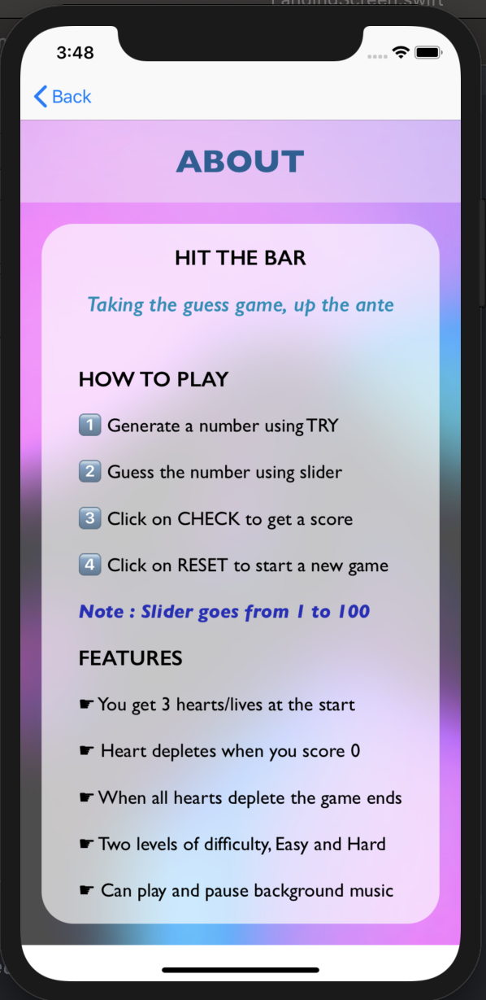 LandingScreen.swift
3:48
Back
ABOUT
HIT THE BAR
Taking the guess game, up the ante
HOW TO PLAY
1 Generate a number using TRY
2 Guess the number using slider
3 Click on CHECK to get a score
4 Click on RESET to start a new game
Note : Slider goes from 1 to 100
FEATURES
☛ You get 3 hearts/lives at the start
☛ Heart depletes when you score 0
☛ When all hearts deplete the game ends
☛ Two levels of difficulty, Easy and Hard
☛ Can play and pause background music